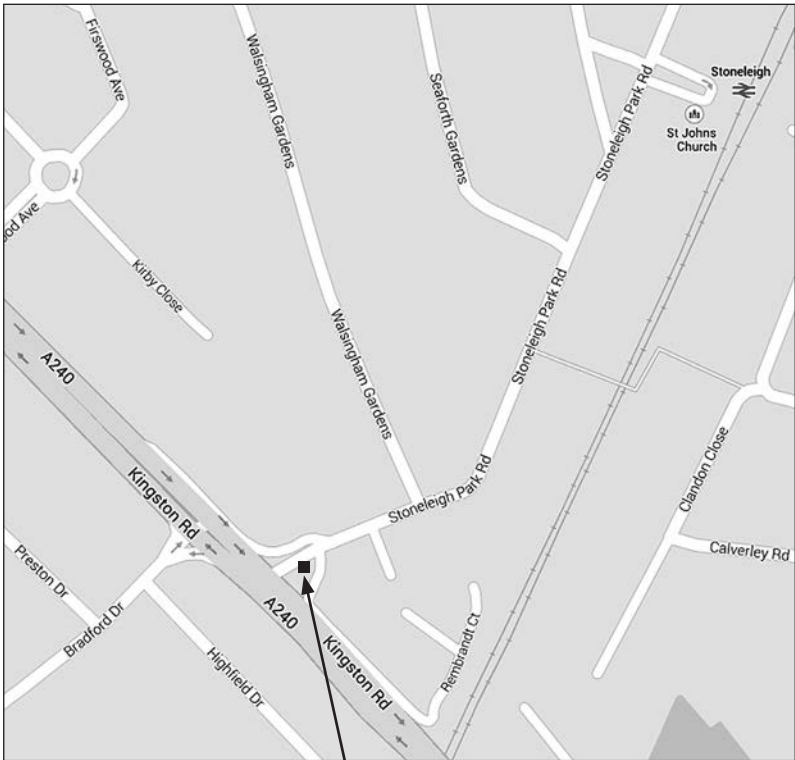 Firswood Ave
Walsingham Gardens
Seaforth Gardens
Stoneleigh Park Rd
Stoneleigh
St Johns
Church
ood Ave
Kirby Close
Walsingham Gardens
Stoneleigh Park Rd
A240
Kingston Rd
Stoneleigh Park Rd
Clandon Close
Calverley Rd
Preston Dr
Bradford Dr
A240
Kingston Rd
Rembrandt Ct
Highfield Dr